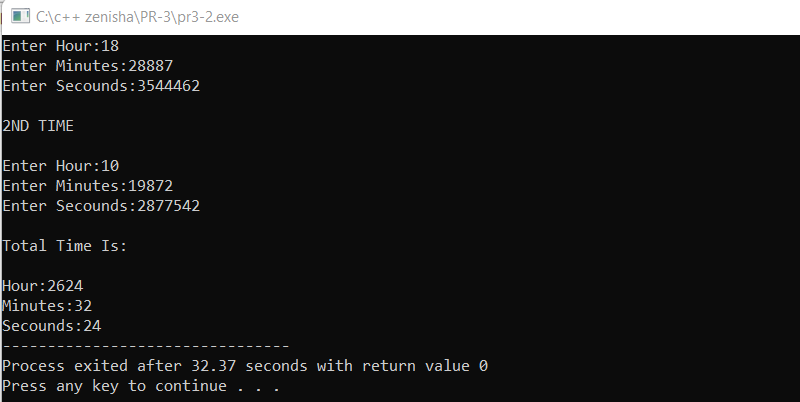 C:\c++ zenisha\PR-3\pr3-2.exe
Enter Hour:18
Enter Minutes:28887
Enter Secounds:3544462
2ND TIME
Enter Hour:10
Enter Minutes:19872
Enter Secounds:2877542
Total Time Is:
Hour:2624
Minutes:32
Secounds:24
--------------------------------
Process exited after 32.37 seconds with return value 0
Press any key to continue . . .